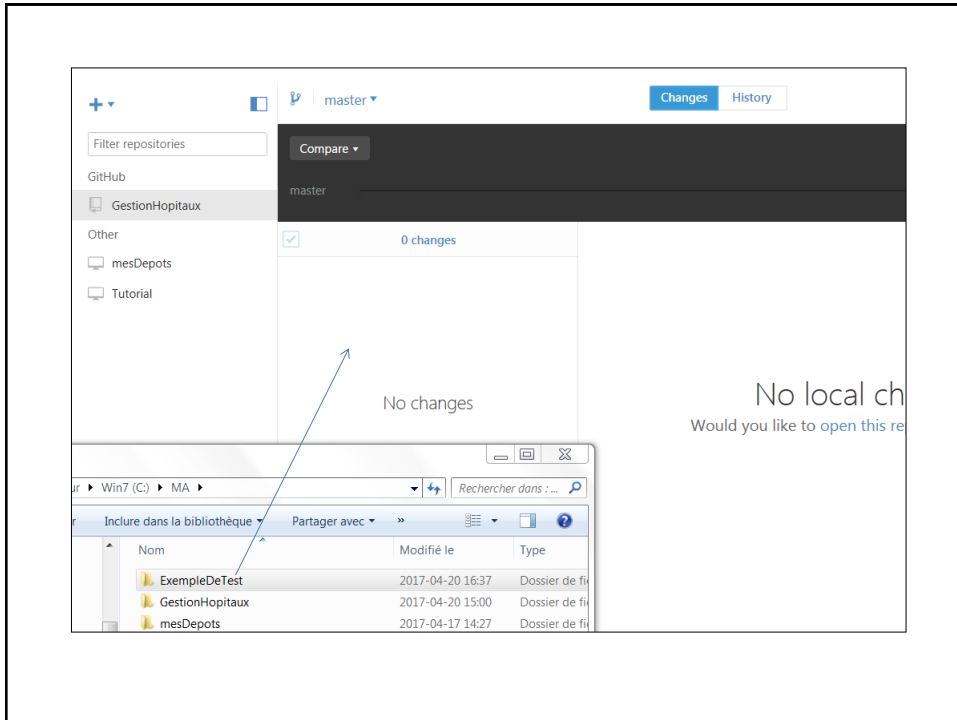 master
Changes History
Filter repositories
Compare
GitHub
master
GestionHopitaux
Other
0 changes
mesDepots
Tutorial
No changes
No local ch
Would you like to open this re
ur ▸ Win7 (C:) ▸ MA ▸
Rechercher dans : ...
r Inclure dans la bibliothèque Partager avec »
Nom Modifié le Type
ExempleDeTest 2017-04-20 16:37 Dossier de fi
GestionHopitaux 2017-04-20 15:00 Dossier de fi
mesDepots 2017-04-17 14:27 Dossier de fi